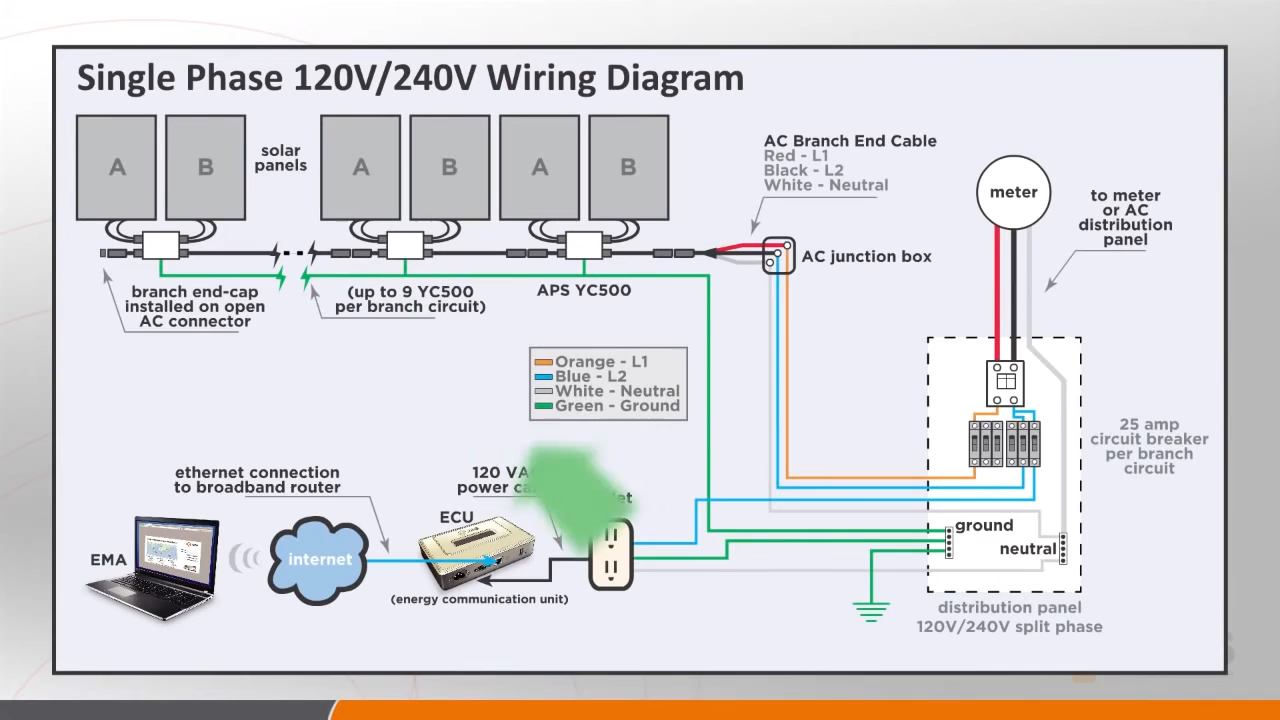 Single Phase 120V/240V Wiring Diagram
A
B
solar
panels
A
B
A
B
AC Branch End Cable
Red - L1
Black - L2
White - Neutral
meter
to meter
or AC
distribution
panel
AC junction box
branch end-cap
installed on open
AC connector
(up to 9 YC500
per branch circuit)
APS YC500
Orange - L1
Blue - L2
White - Neutral
Green - Ground
25 amp
circuit breaker
per branch
circuit
ethernet connection
to broadband router
120
power
ECU
EMA
internet
(energy communication unit)
ground
neutral
distribution panel
120V/240V split phase